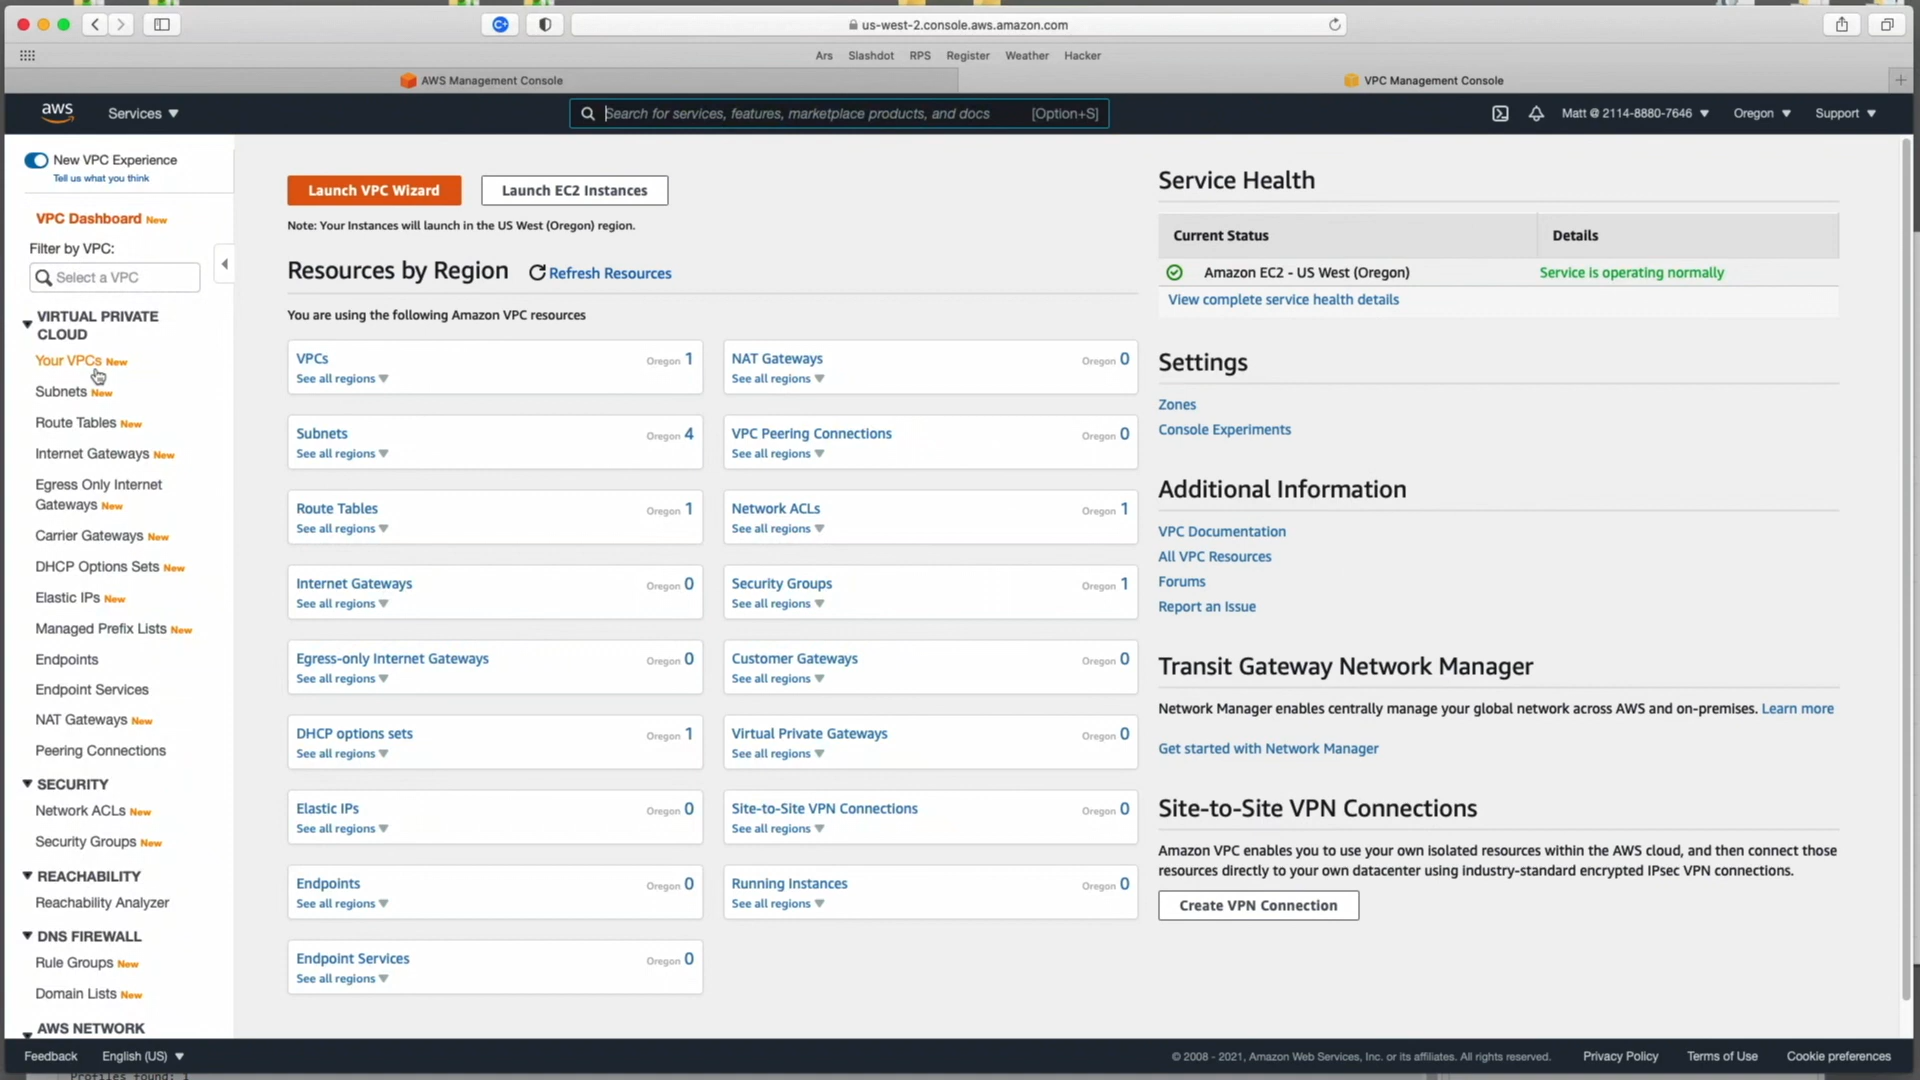 us-west-2.console.aws.amazon.com
Ars Slashdot RPS Register Weather Hacker
AWS Management Console
VPC Management Console
aws
Services
Search for services, features, marketplace products, and docs [Option+S]
Matt @ 2114-8880-7646
Oregon
Support
New VPC Experience
Tell us what you think
VPC Dashboard New
Filter by VPC:
Select a VPC
VIRTUAL PRIVATE
CLOUD
Your VPCs New
Subnets New
Route Tables New
Internet Gateways New
Egress Only Internet
Gateways New
Carrier Gateways New
DHCP Options Sets New
Elastic IPs New
Managed Prefix Lists New
Endpoints
Endpoint Services
NAT Gateways New
Peering Connections
SECURITY
Network ACLs New
Security Groups New
REACHABILITY
Reachability Analyzer
DNS FIREWALL
Rule Groups New
Domain Lists New
AWS NETWORK
Launch VPC Wizard
Launch EC2 Instances
Note: Your Instances will launch in the US West (Oregon) region.
Resources by Region
Refresh Resources
You are using the following Amazon VPC resources
VPCs Oregon 1
See all regions
NAT Gateways Oregon 0
See all regions
Subnets Oregon 4
See all regions
VPC Peering Connections Oregon 0
See all regions
Route Tables Oregon 1
See all regions
Network ACLs Oregon 1
See all regions
Internet Gateways Oregon 0
See all regions
Security Groups Oregon 1
See all regions
Egress-only Internet Gateways Oregon 0
See all regions
Customer Gateways Oregon 0
See all regions
DHCP options sets Oregon 1
See all regions
Virtual Private Gateways Oregon 0
See all regions
Elastic IPs Oregon 0
See all regions
Site-to-Site VPN Connections Oregon 0
See all regions
Endpoints Oregon 0
See all regions
Running Instances Oregon 0
See all regions
Endpoint Services Oregon 0
See all regions
Service Health
Current Status Details
Amazon EC2 - US West (Oregon) Service is operating normally
View complete service health details
Settings
Zones
Console Experiments
Additional Information
VPC Documentation
All VPC Resources
Forums
Report an Issue
Transit Gateway Network Manager
Network Manager enables centrally manage your global network across AWS and on-premises. Learn more
Get started with Network Manager
Site-to-Site VPN Connections
Amazon VPC enables you to use your own isolated resources within the AWS cloud, and then connect those
resources directly to your own datacenter using industry-standard encrypted IPsec VPN connections.
Create VPN Connection
Feedback
English (US)
© 2008 - 2021, Amazon Web Services, Inc. or its affiliates. All rights reserved.
Privacy Policy
Terms of Use
Cookie preferences
Profiles found: 1